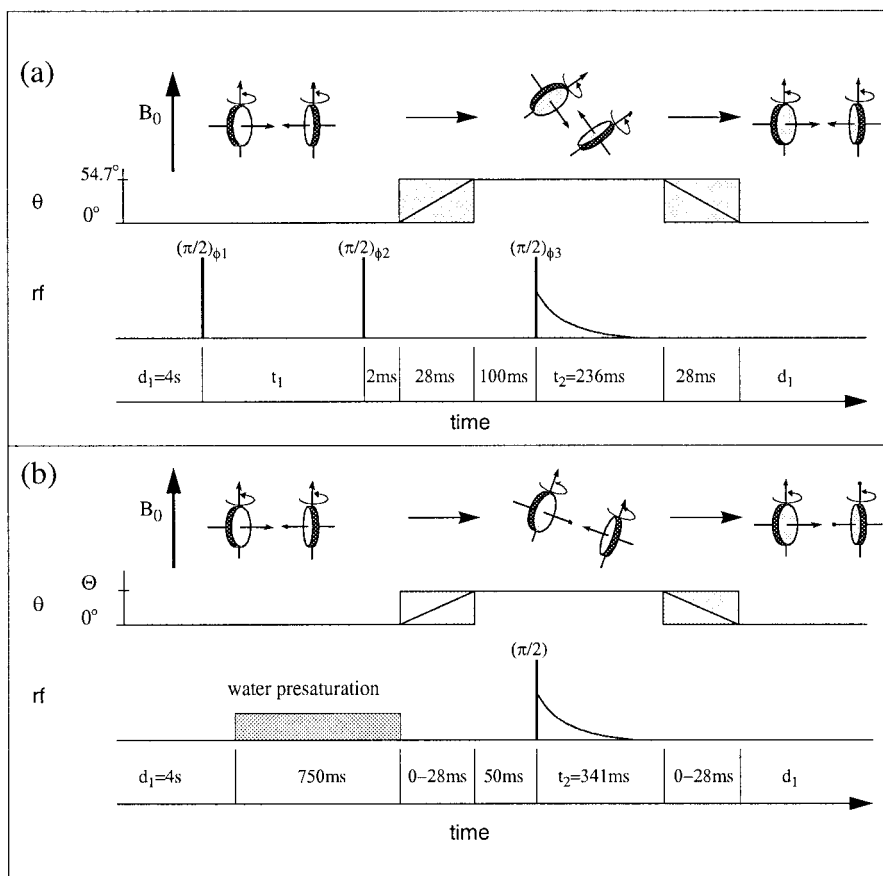 (a)
B₀
54.7°
θ
0°
(π/2)ϕ1 (π/2)ϕ2 (π/2)ϕ3
rf
d₁=4s t₁ 2ms 28ms 100ms t₂=236ms 28ms d₁
time
(b)
B₀
Θ
θ
0°
(π/2)
water presaturation
rf
d₁=4s 750ms 0−28ms 50ms t₂=341ms 0−28ms d₁
time